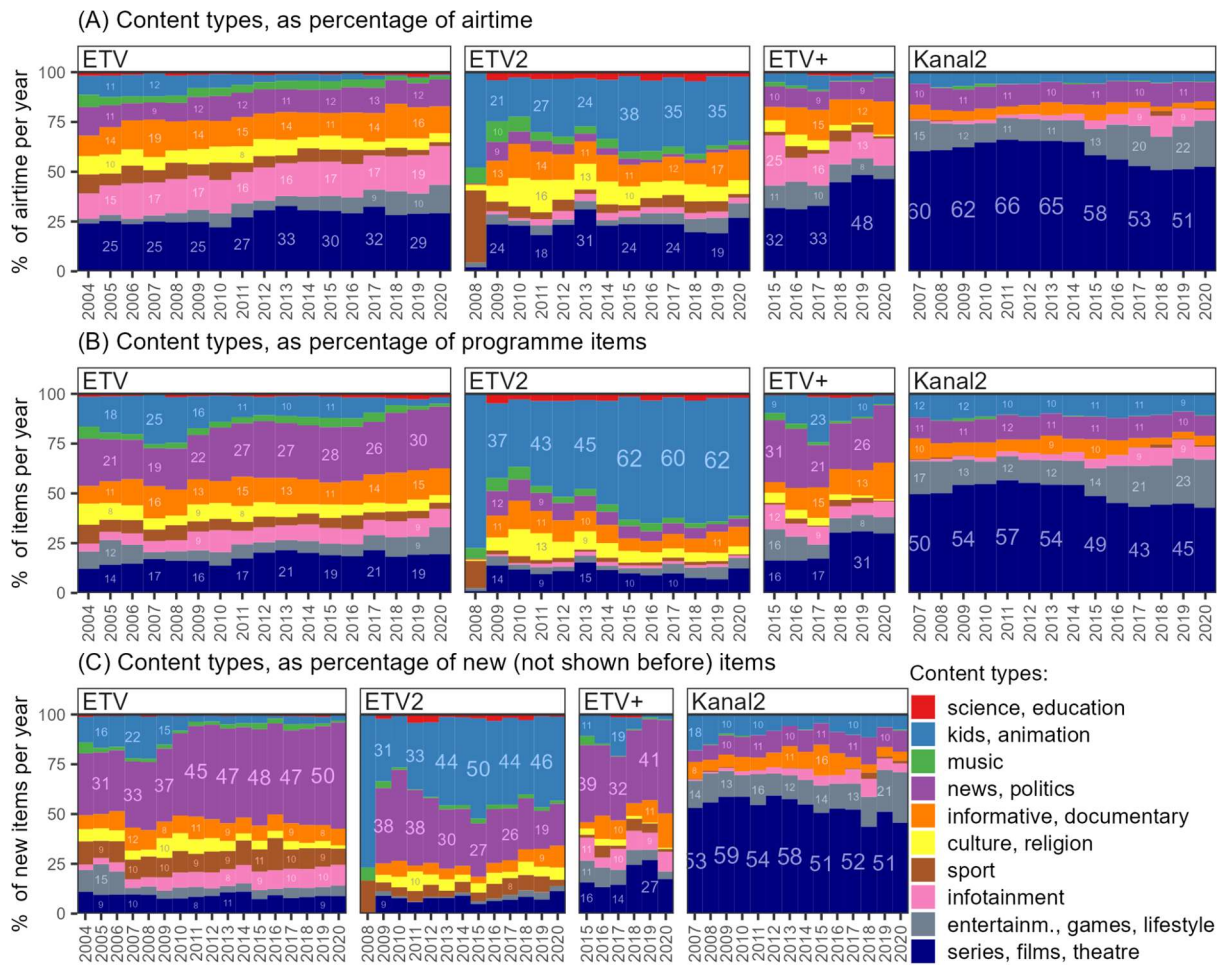 (A) Content types, as percentage of airtime
ETV ETV2 ETV+ Kanal2
% of airtime per year
100
75
50
25
0
11 12
8 9 12 11 11 12 13 12
14 19 14 15 14 14 14 16
10 8
15 17 17 16 16 17 17 19
9 10
25 25 25 27 33 30 32 29
21 27 24 38 35 35
10
9
13 14 11 11 12 17
16 13 10
24 18 31 24 24 19
10 9 9
15 12
25 16 13
11 10 8
32 33 48
10 11 11 10 11
9 9
15 12 11 11 13 20 22
60 62 66 65 58 53 51
2004 2005 2006 2007 2008 2009 2010 2011 2012 2013 2014 2015 2016 2017 2018 2019 2020
2008 2009 2010 2011 2012 2013 2014 2015 2016 2017 2018 2019 2020
2015 2016 2017 2018 2019 2020
2007 2008 2009 2010 2011 2012 2013 2014 2015 2016 2017 2018 2019 2020
(B) Content types, as percentage of programme items
ETV ETV2 ETV+ Kanal2
% of items per year
100
75
50
25
0
18 25 16 11 10 11
21 19 22 27 27 28 26 30
11 16 13 13 13 11 14 15
8 9 8
12 9 9 9
14 17 16 17 21 19 21 19
37 43 45 62 60 62
12 9
11 11 10 11
13 9
14 9 15 10 10
9 23 10
31 21 26
15 13
12 9
16 8
16 17 31
12 12 10 11 9
11 11 12 11 11 10 11
10 9 10
9 9
17 13 12 12 14 21 23
50 54 57 54 49 43 45
2004 2005 2006 2007 2008 2009 2010 2011 2012 2013 2014 2015 2016 2017 2018 2019 2020
2008 2009 2010 2011 2012 2013 2014 2015 2016 2017 2018 2019 2020
2015 2016 2017 2018 2019 2020
2007 2008 2009 2010 2011 2012 2013 2014 2015 2016 2017 2018 2019 2020
(C) Content types, as percentage of new (not shown before) items
ETV ETV2 ETV+ Kanal2
% of new items per year
100
75
50
25
0
16 22 15
31 33 37 45 47 48 47 50
9 12 9 11 9 8 9 8
9 10 9 9 11 10 9
15 10 10 10
9 10 11
31 33 44 50 44 46
38 38 30 27 26 19
9
10 8
9
11 19
39 32 41
10
10 9
16 14 27
18 10 10 10
10 11 11 10
8 16
14 13 16 12 14 13 21
53 59 54 58 51 52 51
2004 2005 2006 2007 2008 2009 2010 2011 2012 2013 2014 2015 2016 2017 2018 2019 2020
2008 2009 2010 2011 2012 2013 2014 2015 2016 2017 2018 2019 2020
2015 2016 2017 2018 2019 2020
2007 2008 2009 2010 2011 2012 2013 2014 2015 2016 2017 2018 2019 2020
Content types:
science, education
kids, animation
music
news, politics
informative, documentary
culture, religion
sport
infotainment
entertainm., games, lifestyle
series, films, theatre